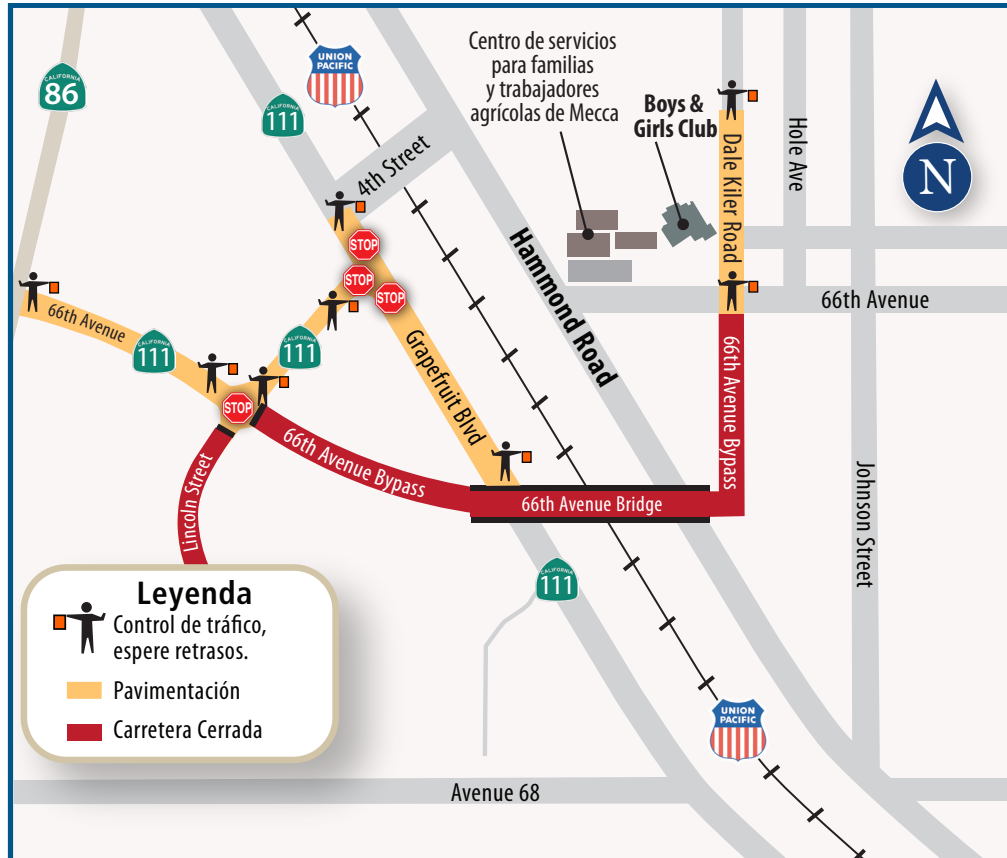 CALIFORNIA
86
UNION
PACIFIC
CALIFORNIA
111
Centro de servicios
para familias
y trabajadores
agrícolas de Mecca
Boys &
Girls Club
Dale Kiler Road
Hole Ave
N
4th Street
STOP
STOP
STOP
Hammond Road
66th Avenue
66th Avenue
CALIFORNIA
111
CALIFORNIA
111
Grapefruit Blvd
STOP
66th Avenue Bypass
66th Avenue Bypass
66th Avenue Bridge
Lincoln Street
Johnson Street
CALIFORNIA
111
Leyenda
Control de tráfico,
espere retrasos.
Pavimentación
Carretera Cerrada
UNION
PACIFIC
Avenue 68